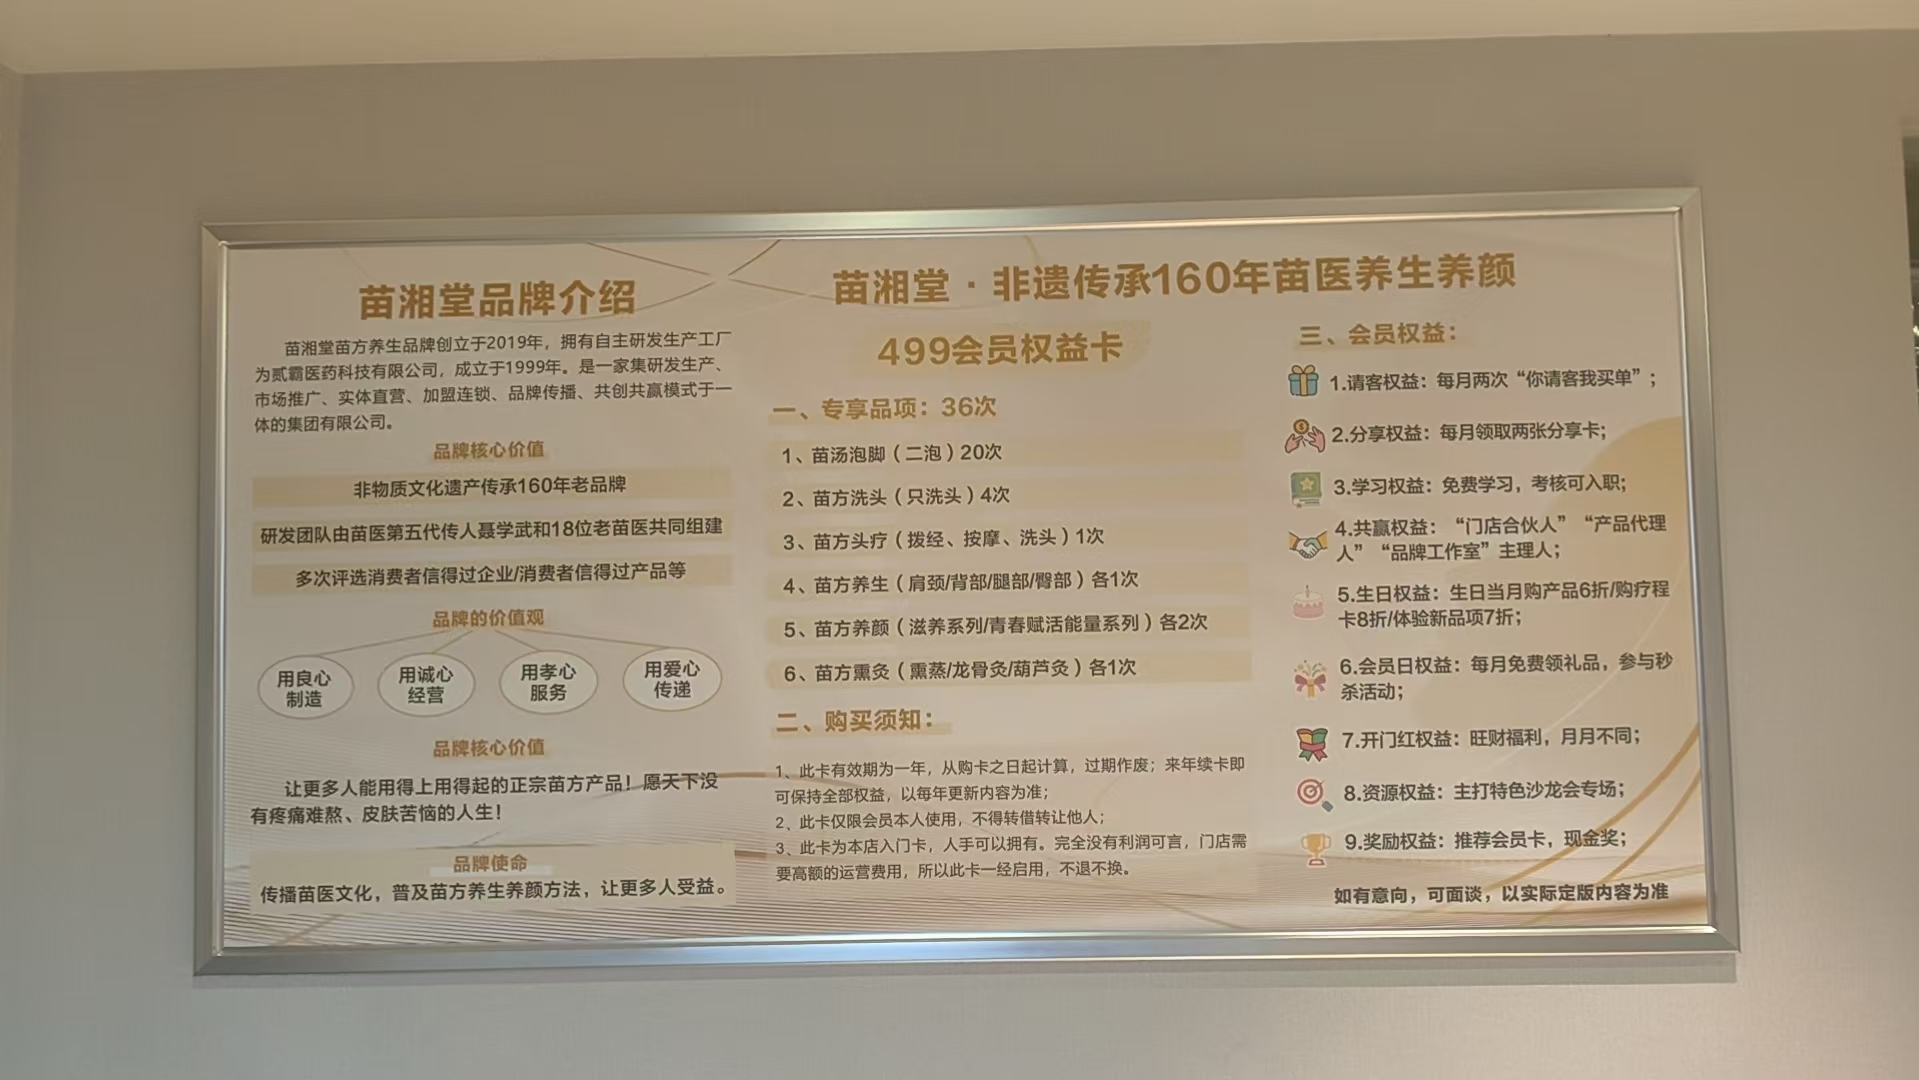 苗湘堂品牌介绍
苗湘堂苗方养生品牌创立于2019年，拥有自主研发生产工厂
为贰霸医药科技有限公司，成立于1999年。是一家集研发生产、
市场推广、实体直营、加盟连锁、品牌传播、共创共赢模式于一
体的集团有限公司。
品牌核心价值
非物质文化遗产传承160年老品牌
研发团队由苗医第五代传人聂学武和18位老苗医共同组建
多次评选消费者信得过企业/消费者信得过产品等
品牌的价值观
用良心
制造
用诚心
经营
用孝心
服务
用爱心
传递
品牌核心价值
让更多人能用得上用得起的正宗苗方产品！愿天下没
有疼痛难熬、皮肤苦恼的人生！
品牌使命
传播苗医文化，普及苗方养生养颜方法，让更多人受益。
苗湘堂·非遗传承160年苗医养生养颜
499会员权益卡
一、专享品项：36次
1、苗汤泡脚（二泡）20次
2、苗方洗头（只洗头）4次
3、苗方头疗（拨经、按摩、洗头）1次
4、苗方养生（肩颈/背部/腿部/臀部）各1次
5、苗方养颜（滋养系列/青春赋活能量系列）各2次
6、苗方熏灸（熏蒸/龙骨灸/葫芦灸）各1次
二、购买须知：
1、此卡有效期为一年，从购卡之日起计算，过期作废；来年续卡即
可保持全部权益，以每年更新内容为准；
2、此卡仅限会员本人使用，不得转借转让他人；
3、此卡为本店入门卡，人手可以拥有。完全没有利润可言，门店需
要高额的运营费用，所以此卡一经启用，不退不换。
三、会员权益：
1.请客权益：每月两次“你请客我买单”；
2.分享权益：每月领取两张分享卡；
3.学习权益：免费学习，考核可入职；
4.共赢权益：“门店合伙人”“产品代理
人”“品牌工作室”主理人；
5.生日权益：生日当月购产品6折/购疗程
卡8折/体验新品项7折；
6.会员日权益：每月免费领礼品，参与秒
杀活动；
7.开门红权益：旺财福利，月月不同；
8.资源权益：主打特色沙龙会专场；
9.奖励权益：推荐会员卡，现金奖；
如有意向，可面谈，以实际定版内容为准